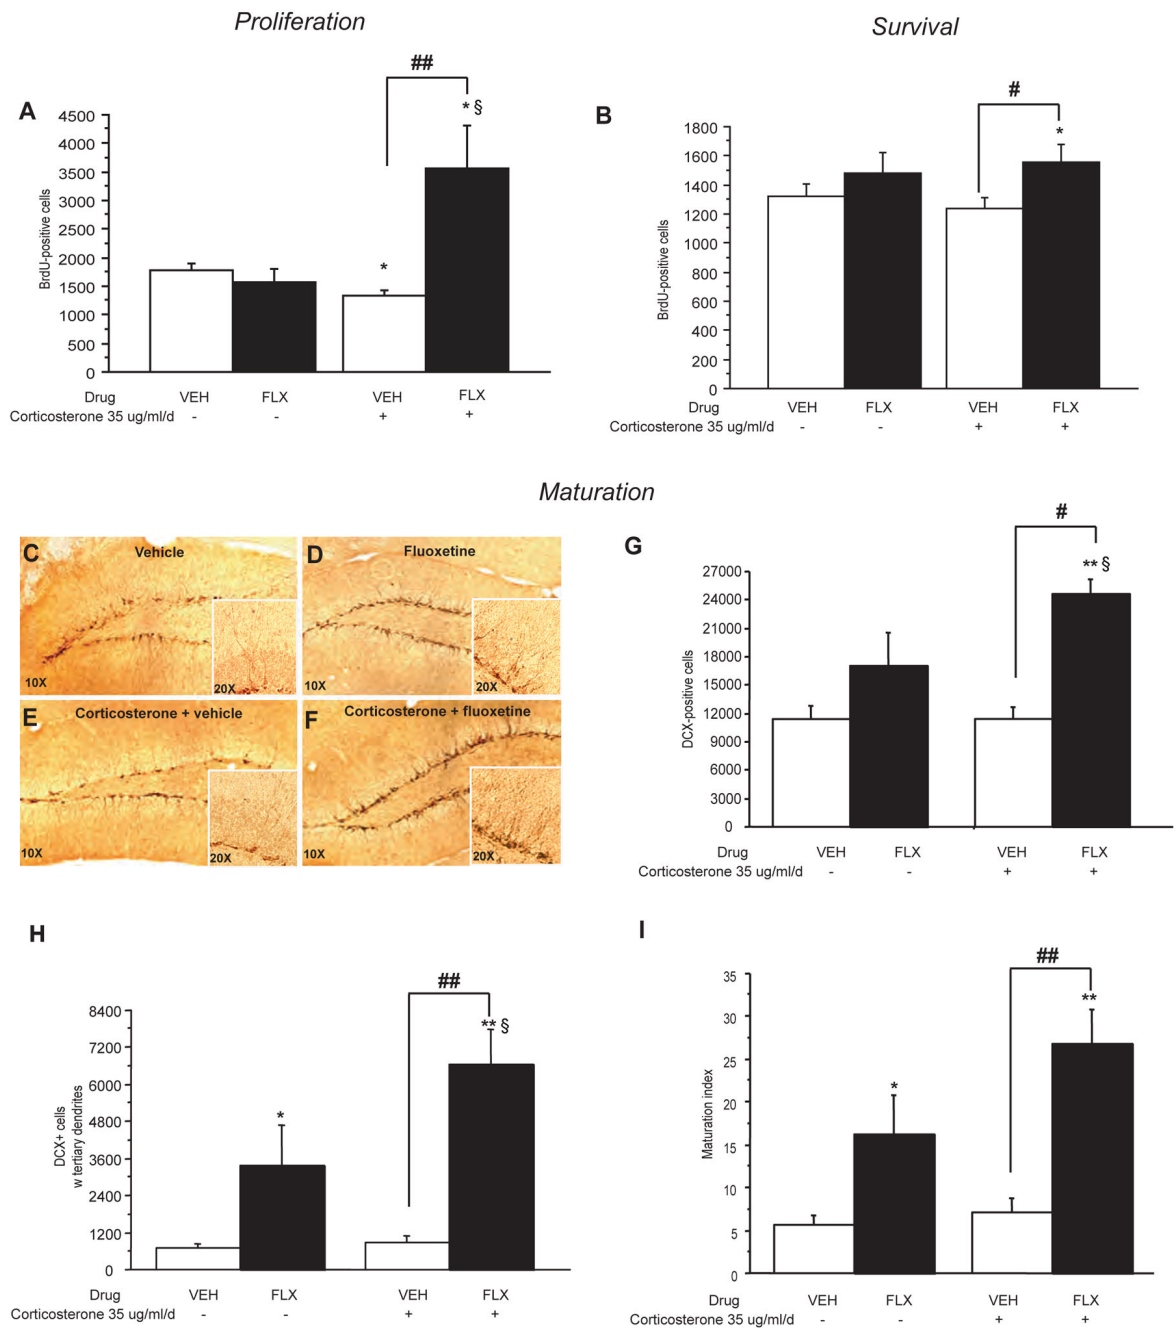 Proliferation
Survival
A
##
* §
*
4500
4000
3500
3000
2500
2000
1500
1000
500
0
BrdU-positive cells
Drug VEH FLX VEH FLX
Corticosterone 35 ug/ml/d - - + +
B
#
*
1800
1600
1400
1200
1000
800
600
400
200
0
BrdU-positive cells
Drug VEH FLX VEH FLX
Corticosterone 35 ug/ml/d - - + +
Maturation
C Vehicle
10X 20X
D Fluoxetine
10X 20X
E Corticosterone + vehicle
10X 20X
F Corticosterone + fluoxetine
10X 20X
G
#
** §
27000
24000
21000
18000
15000
12000
9000
6000
3000
0
DCX-positive cells
Drug VEH FLX VEH FLX
Corticosterone 35 ug/ml/d - - + +
H
##
** §
*
8400
7200
6000
4800
3600
2400
1200
0
DCX+ cells
w tertiary dendrites
Drug VEH FLX VEH FLX
Corticosterone 35 ug/ml/d - - + +
I
##
**
*
35
30
25
20
15
10
5
0
Maturation index
Drug VEH FLX VEH FLX
Corticosterone 35 ug/ml/d - - + +